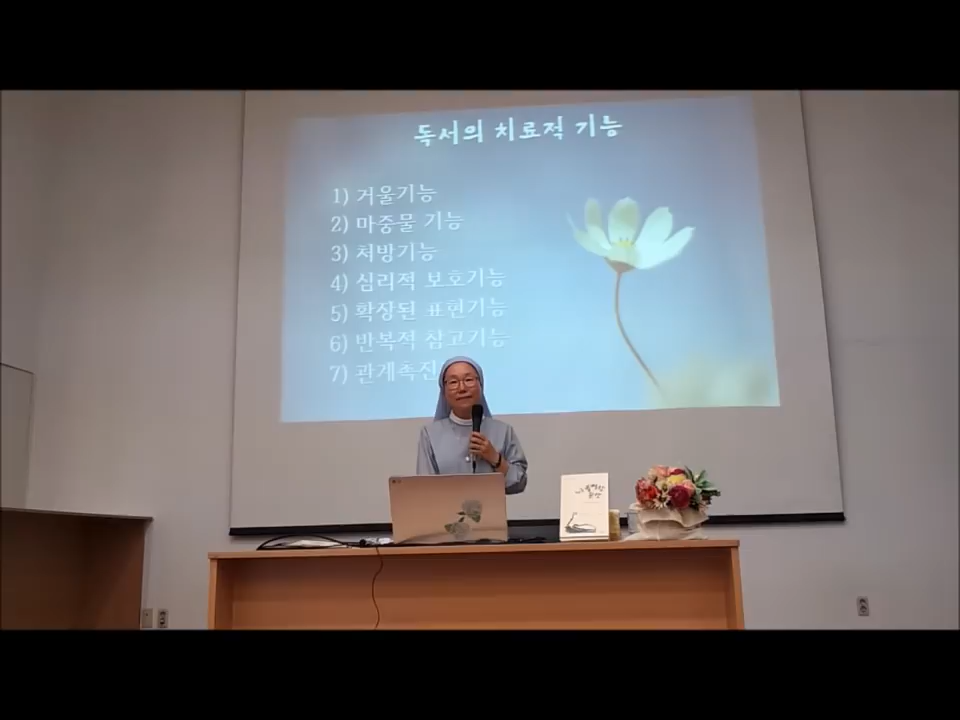 독서의 치료적 기능
1) 거울기능
2) 마중물 기능
3) 처방기능
4) 심리적 보호기능
5) 확장된 표현기능
6) 반복적 참고기능
7) 관계촉진